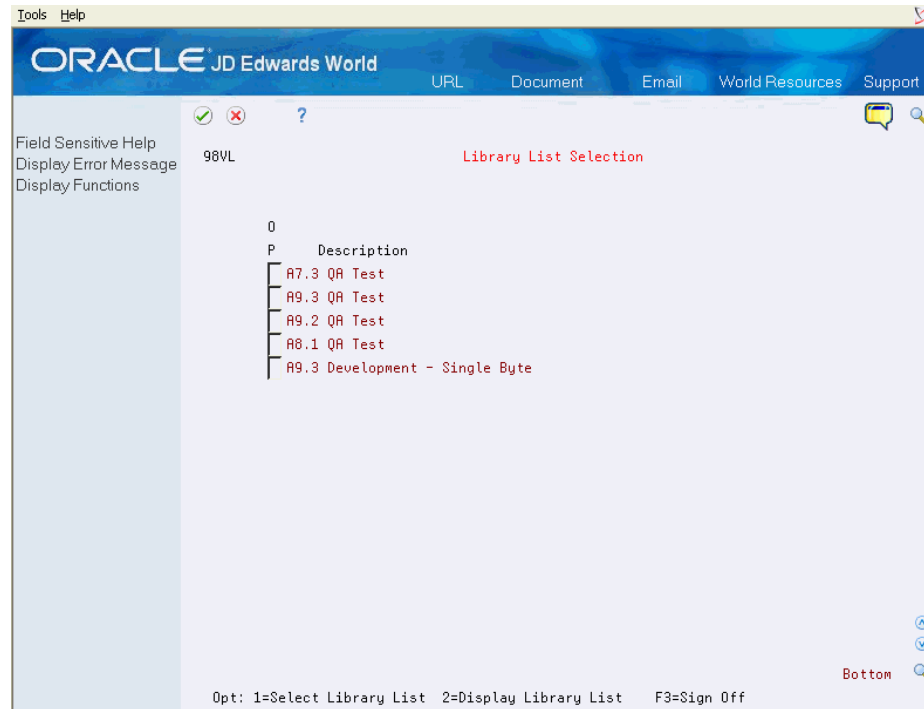 Tools Help
ORACLE JD Edwards World
URL Document Email World Resources Support
?
Field Sensitive Help
Display Error Message
Display Functions
98VL Library List Selection
O
P Description
A7.3 QA Test
A9.3 QA Test
A9.2 QA Test
A8.1 QA Test
A9.3 Development - Single Byte
Bottom
Opt: 1=Select Library List 2=Display Library List F3=Sign Off